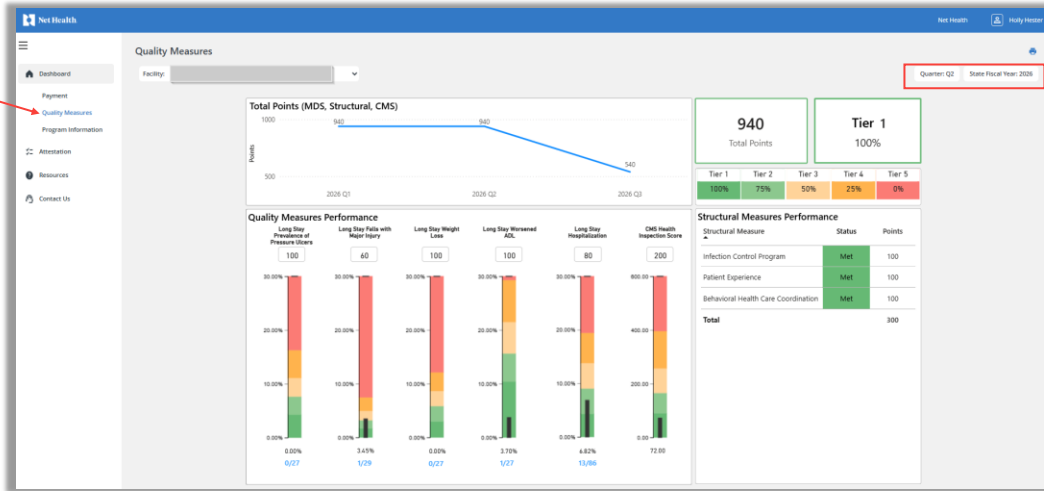 Net Health
Net Health
Holly Hester
Quality Measures
Dashboard
Facility:
Quarter: Q2
State Fiscal Year: 2026
Payment
Quality Measures
Program Information
Attestation
Resources
Contact Us
Total Points (MDS, Structural, CMS)
1000
940
940
540
Points
500
2026 Q1
2026 Q2
2026 Q3
940
Total Points
Tier 1
100%
Tier 1 Tier 2 Tier 3 Tier 4 Tier 5
100% 75% 50% 25% 0%
Quality Measures Performance
Long Stay
Prevalence of
Pressure Ulcers
100
30.00%
20.00%
10.00%
0.00%
0.00%
0/27
Long Stay Falls with
Major Injury
60
30.00%
20.00%
10.00%
0.00%
3.45%
1/29
Long Stay Weight
Loss
100
30.00%
20.00%
10.00%
0.00%
0.00%
0/27
Long Stay Worsened
ADL
100
30.00%
20.00%
10.00%
0.00%
3.70%
1/27
Long Stay
Hospitalization
80
30.00%
20.00%
10.00%
0.00%
6.82%
13/86
CMS Health
Inspection Score
200
600.00
400.00
200.00
0.00
72.00
Structural Measures Performance
Structural Measure Status Points
Infection Control Program Met 100
Patient Experience Met 100
Behavioral Health Care Coordination Met 100
Total 300